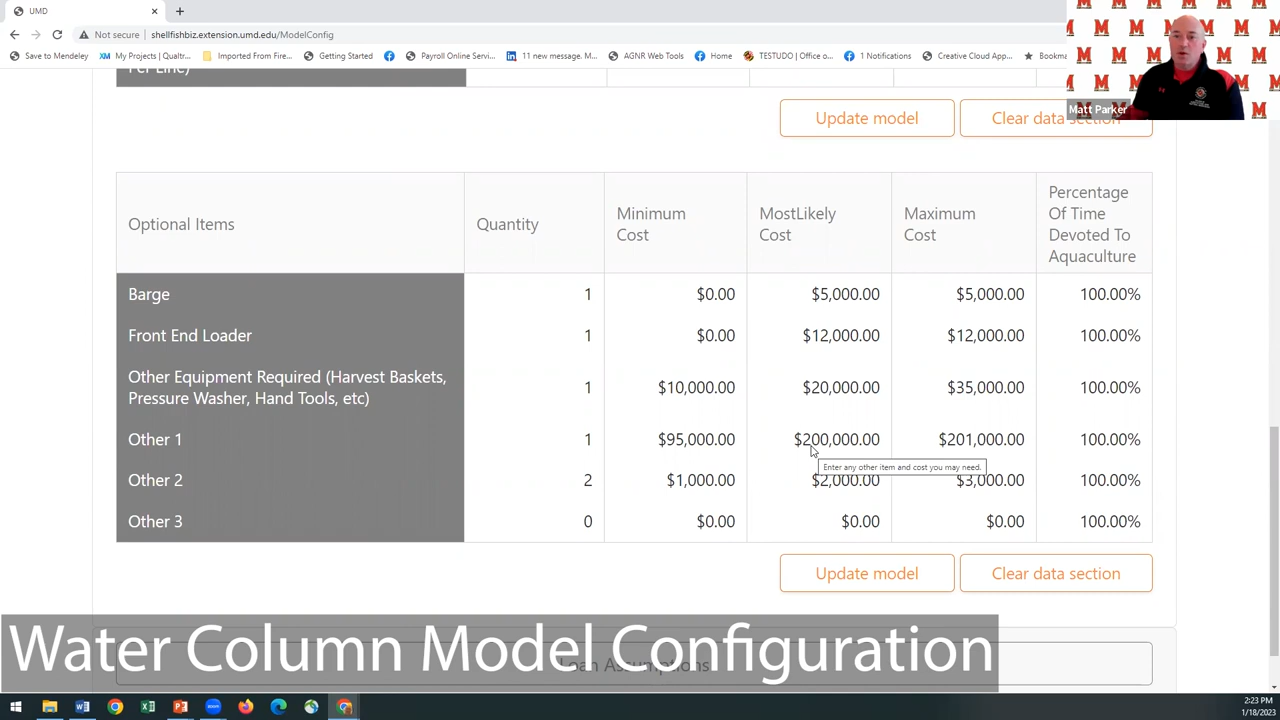 UMD
Not secure | shellfishbiz.extension.umd.edu/ModelConfig
Save to Mendeley My Projects (Qualtr... Imported From Fire... Getting Started Payroll Online Servi... 11 new message. M... AGNR Web Tools Home TESTUDO | Office o... 1 Notifications Creative Cloud App... Bookma
Per Line)
Matt Parker
Update model Clear data section
Optional Items Quantity Minimum Cost MostLikely Cost Maximum Cost Percentage Of Time Devoted To Aquaculture
Barge 1 $0.00 $5,000.00 $5,000.00 100.00%
Front End Loader 1 $0.00 $12,000.00 $12,000.00 100.00%
Other Equipment Required (Harvest Baskets,
Pressure Washer, Hand Tools, etc) 1 $10,000.00 $20,000.00 $35,000.00 100.00%
Other 1 1 $95,000.00 $200,000.00 $201,000.00 100.00%
Enter any other item and cost you may need.
Other 2 2 $1,000.00 $2,000.00 $3,000.00 100.00%
Other 3 0 $0.00 $0.00 $0.00 100.00%
Update model Clear data section
Water Column Model Configuration
Loan Assumptions
2:23 PM
1/18/2023